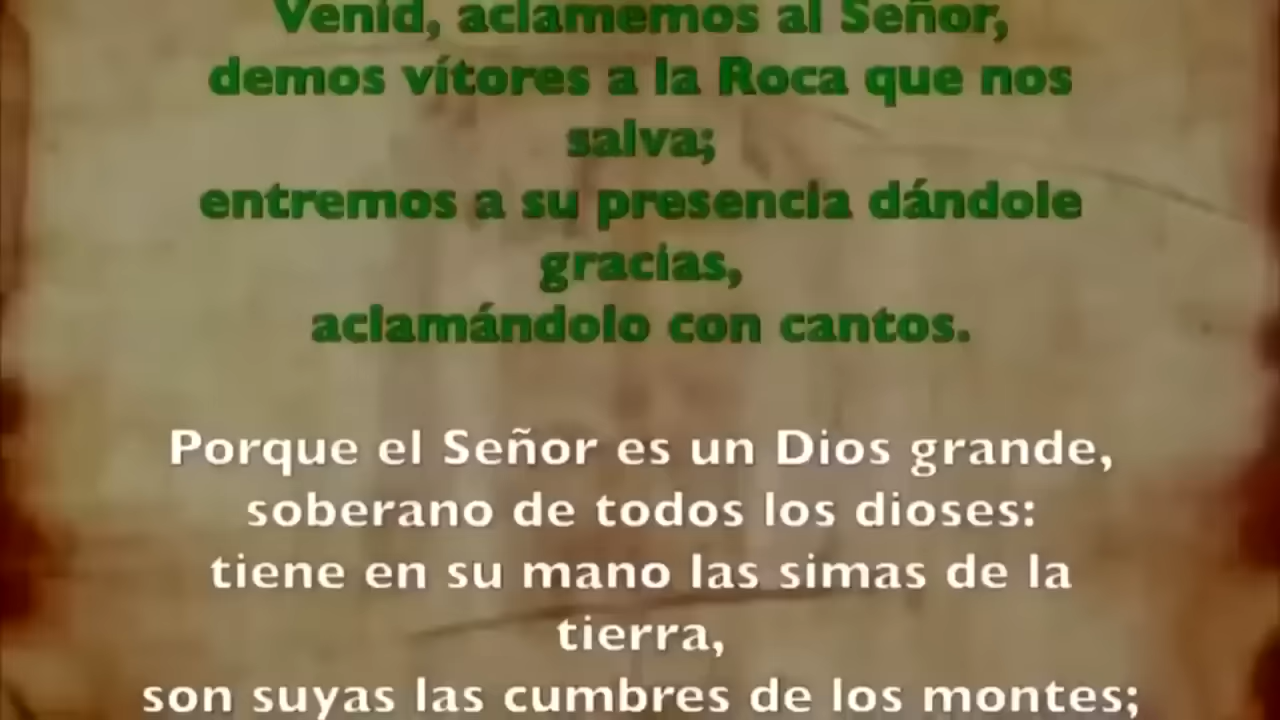 Venid, aclamemos al Señor,
demos vítores a la Roca que nos
salva;
entremos a su presencia dándole
gracias,
aclamándolo con cantos.
Porque el Señor es un Dios grande,
soberano de todos los dioses:
tiene en su mano las simas de la
tierra,
son suyas las cumbres de los montes;